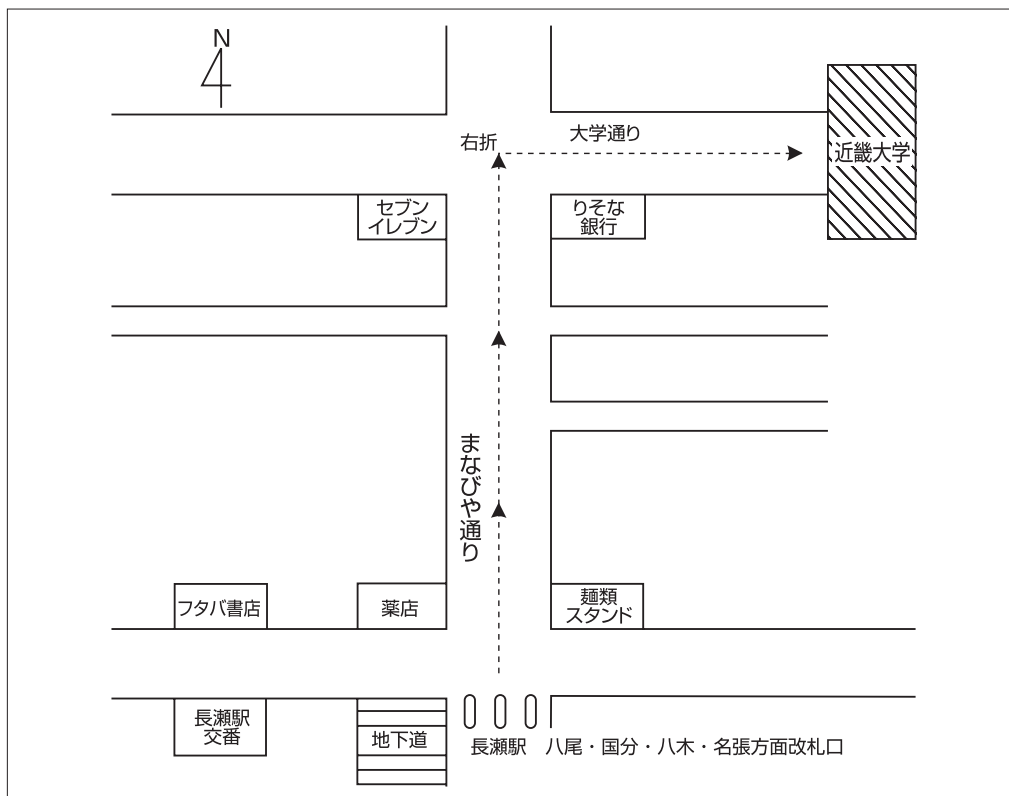 N
右折
大学通り
近畿大学
セブン
イレブン
りそな
銀行
まなびや通り
フタバ書店
薬店
麺類
スタンド
長瀬駅
交番
地下道
長瀬駅 八尾・国分・八木・名張方面改札口